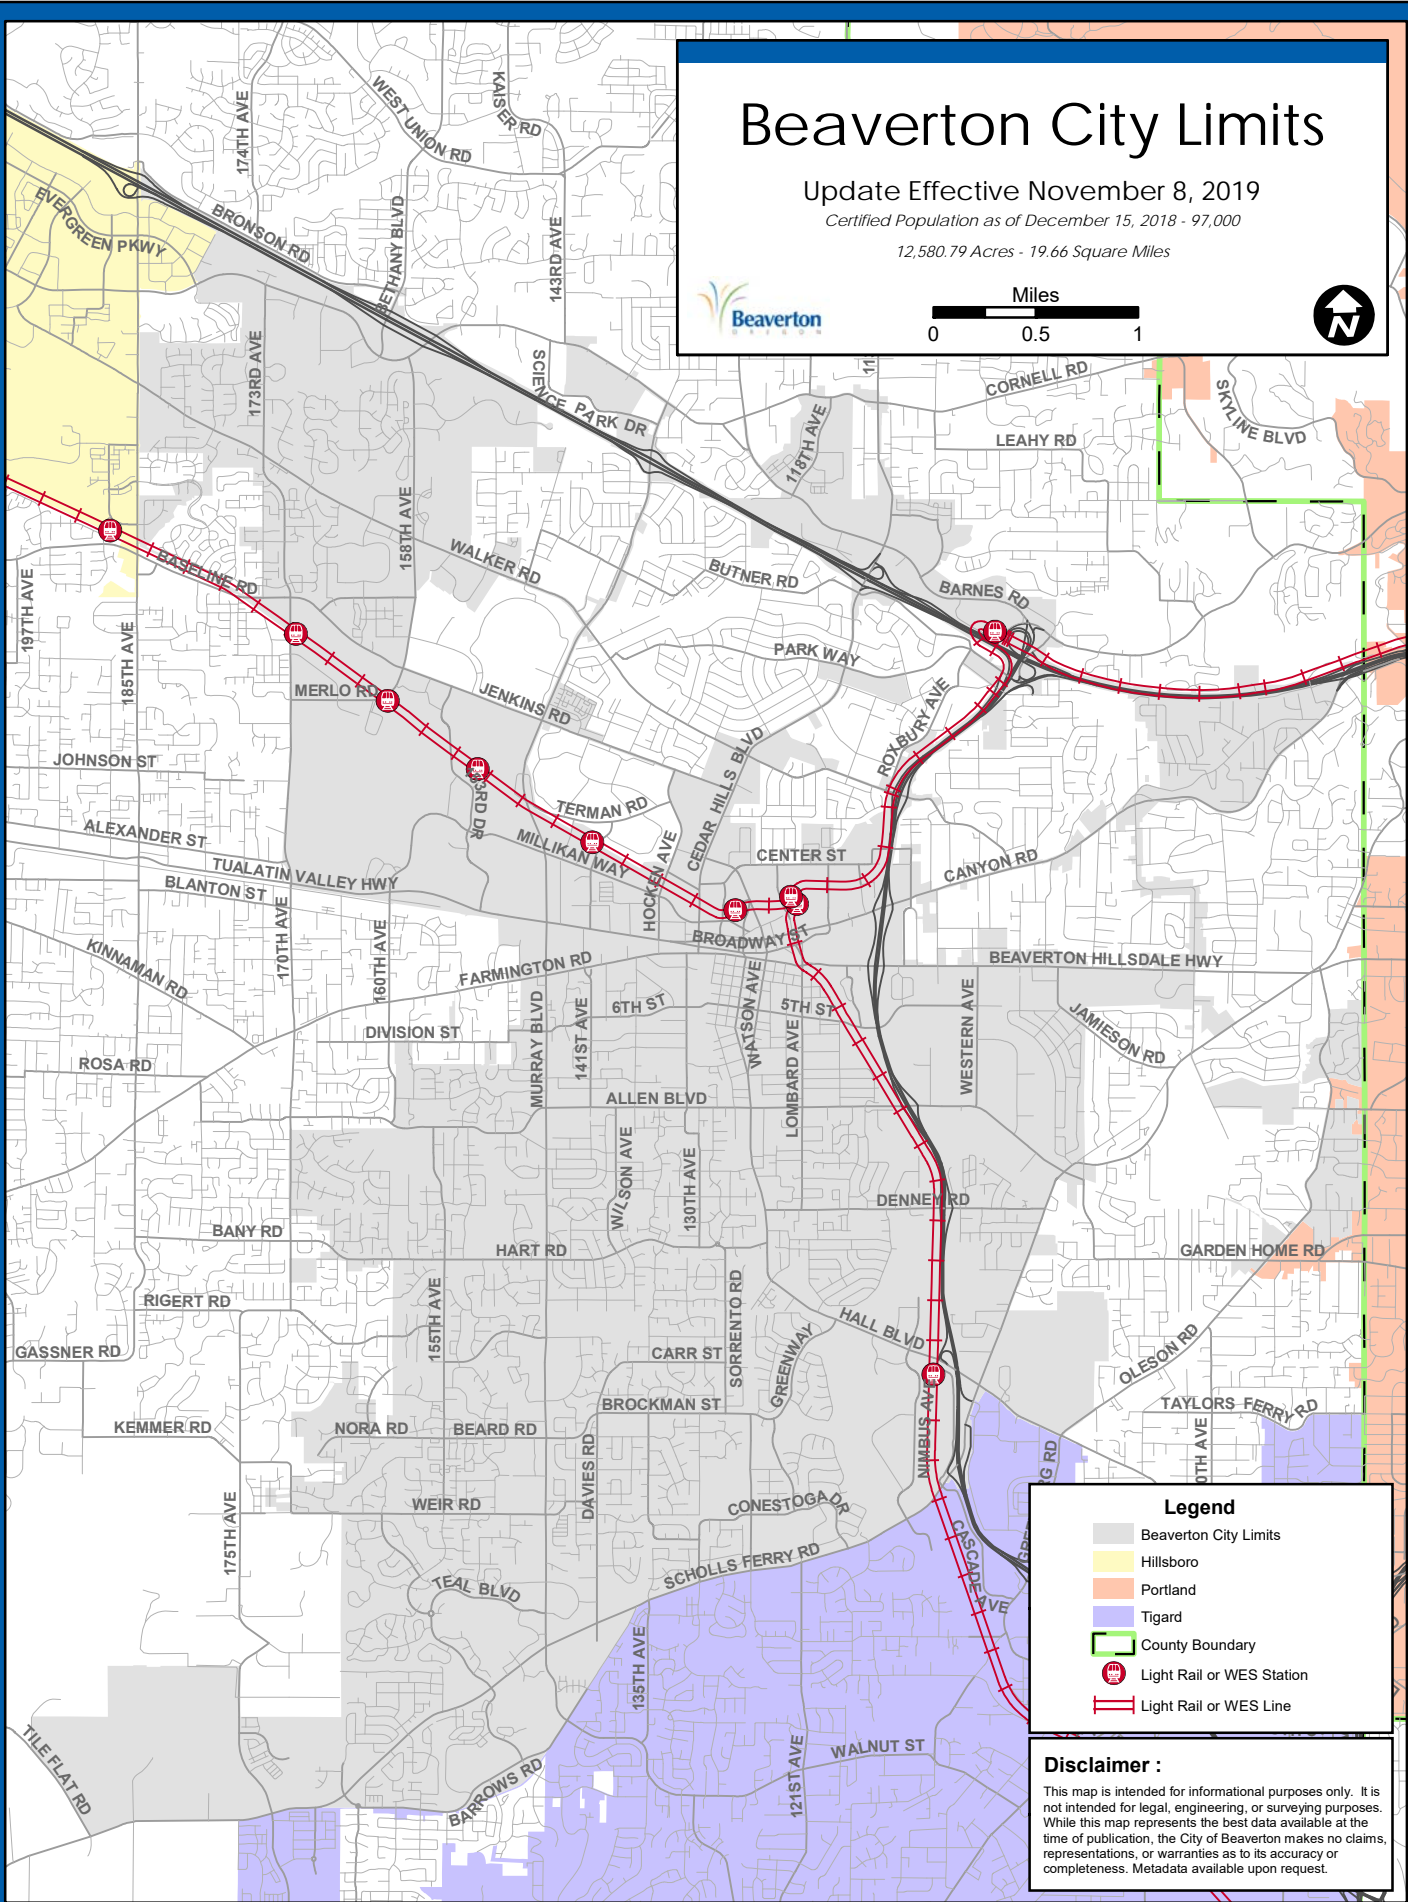 Beaverton City Limits
Update Effective November 8, 2019
Certified Population as of December 15, 2018 - 97,000
12,580.79 Acres - 19.66 Square Miles
Beaverton
OREGON
Miles
0 0.5 1
N
174TH AVE
WEST UNION RD
KAISER RD
EVERGREEN PKWY
BRONSON RD
BETHANY BLVD
143RD AVE
173RD AVE
SCIENCE PARK DR
118TH AVE
CORNELL RD
LEAHY RD
SKYLINE BLVD
158TH AVE
WALKER RD
BUTNER RD
BARNES RD
BASELINE RD
197TH AVE
185TH AVE
PARK WAY
MERLO RD
JENKINS RD
ROXBURY AVE
JOHNSON ST
CEDAR HILLS BLVD
153RD DR
TERMAN RD
ALEXANDER ST
MILLIKAN WAY
HOCKEN AVE
CENTER ST
CANYON RD
TUALATIN VALLEY HWY
BLANTON ST
170TH AVE
160TH AVE
KINNAMAN RD
FARMINGTON RD
BROADWAY ST
BEAVERTON HILLSDALE HWY
6TH ST
5TH ST
WATSON AVE
DIVISION ST
MURRAY BLVD
141ST AVE
LOMBARD AVE
WESTERN AVE
JAMIESON RD
ROSA RD
ALLEN BLVD
WILSON AVE
130TH AVE
DENNEY RD
BANY RD
HART RD
GARDEN HOME RD
RIGERT RD
155TH AVE
SORRENTO RD
HALL BLVD
GREENWAY
GASSNER RD
CARR ST
OLESON RD
BROCKMAN ST
TAYLORS FERRY RD
KEMMER RD
NORA RD
BEARD RD
DAVIES RD
NIMBUS AVE
175TH AVE
WEIR RD
CONESTOGA DR
CASCADE AVE
SCHOLLS FERRY RD
TEAL BLVD
135TH AVE
TILE FLAT RD
BARROWS RD
121ST AVE
WALNUT ST
Legend
Beaverton City Limits
Hillsboro
Portland
Tigard
County Boundary
Light Rail or WES Station
Light Rail or WES Line
Disclaimer :
This map is intended for informational purposes only. It is
not intended for legal, engineering, or surveying purposes.
While this map represents the best data available at the
time of publication, the City of Beaverton makes no claims,
representations, or warranties as to its accuracy or
completeness. Metadata available upon request.